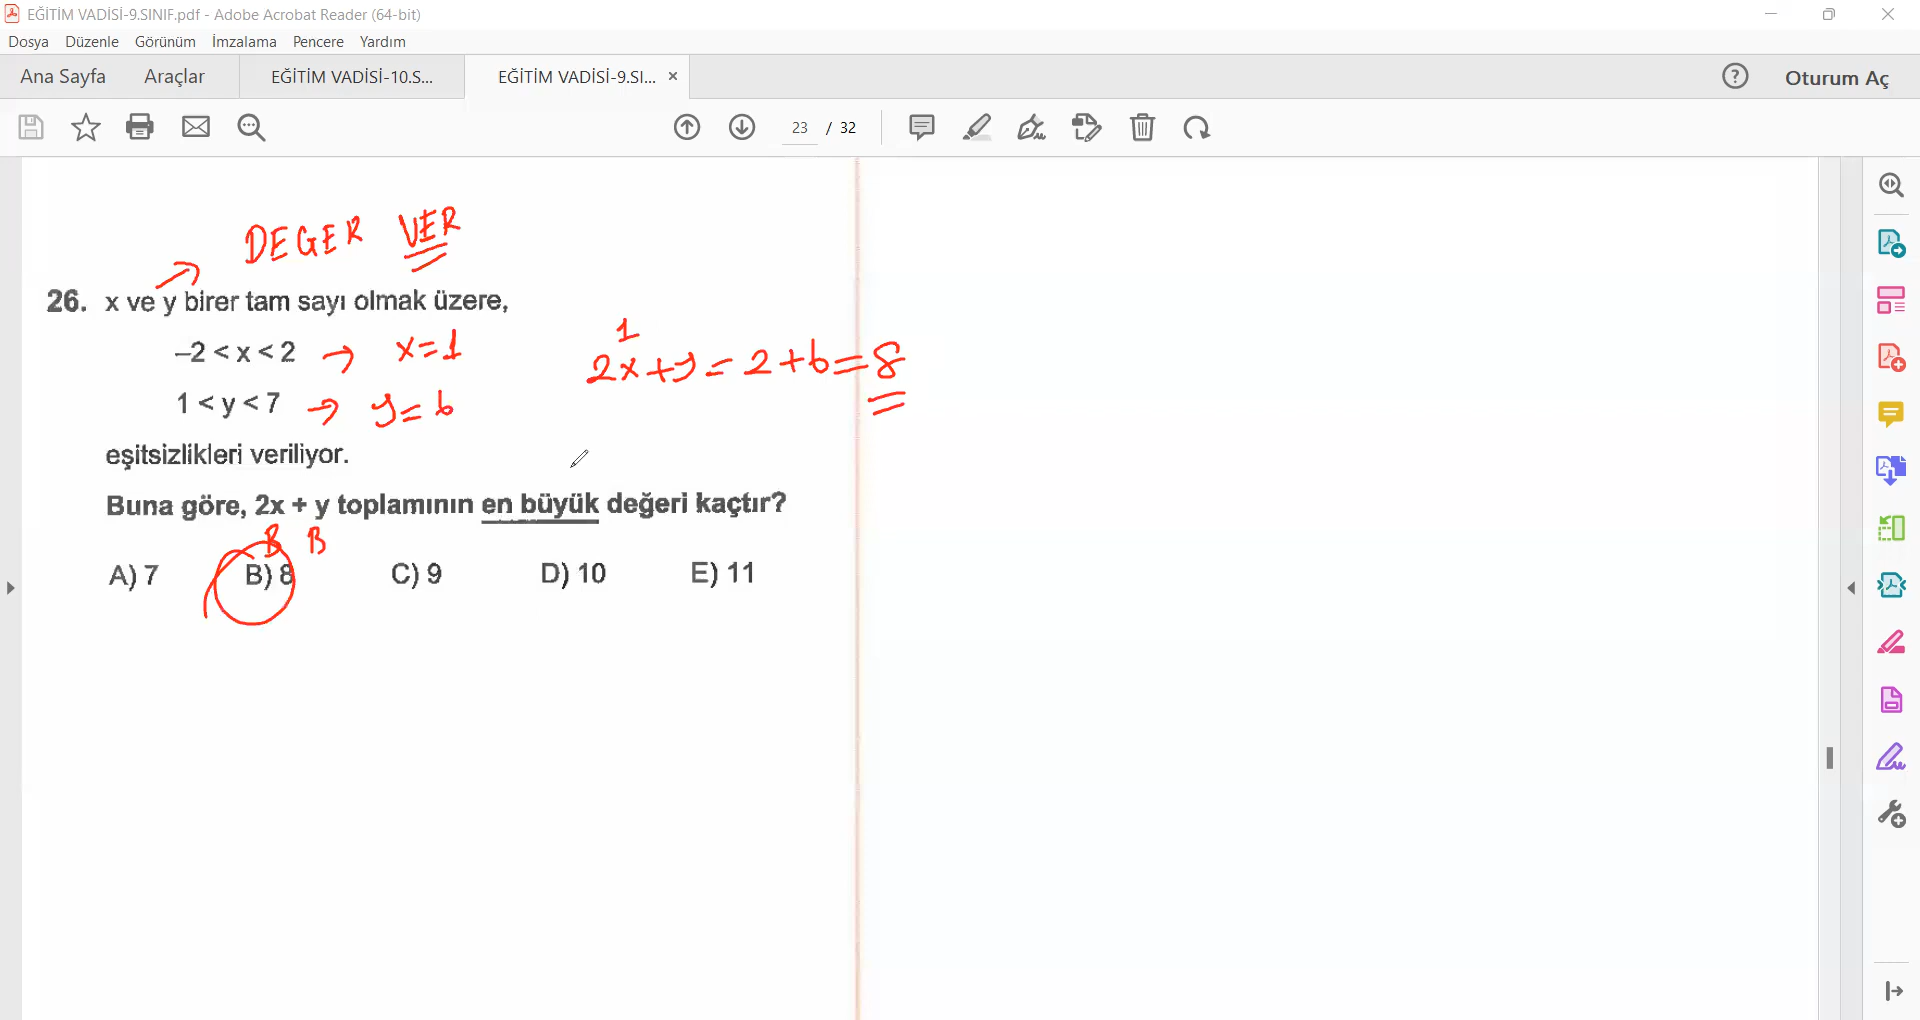 EĞİTİM VADİSİ-9.SINIF.pdf - Adobe Acrobat Reader (64-bit)
Dosya Düzenle Görünüm İmzalama Pencere Yardım
Ana Sayfa Araçlar EĞİTİM VADİSİ-10.S... EĞİTİM VADİSİ-9.SI... × Oturum Aç
23 / 32
DEGER VER
26. x ve y birer tam sayı olmak üzere,
–2 < x < 2 → x=1
1 < y < 7 → y=6
1
2x+y=2+6=8
eşitsizlikleri veriliyor.
Buna göre, 2x + y toplamının en büyük değeri kaçtır?
B B
A) 7 B) 8 C) 9 D) 10 E) 11